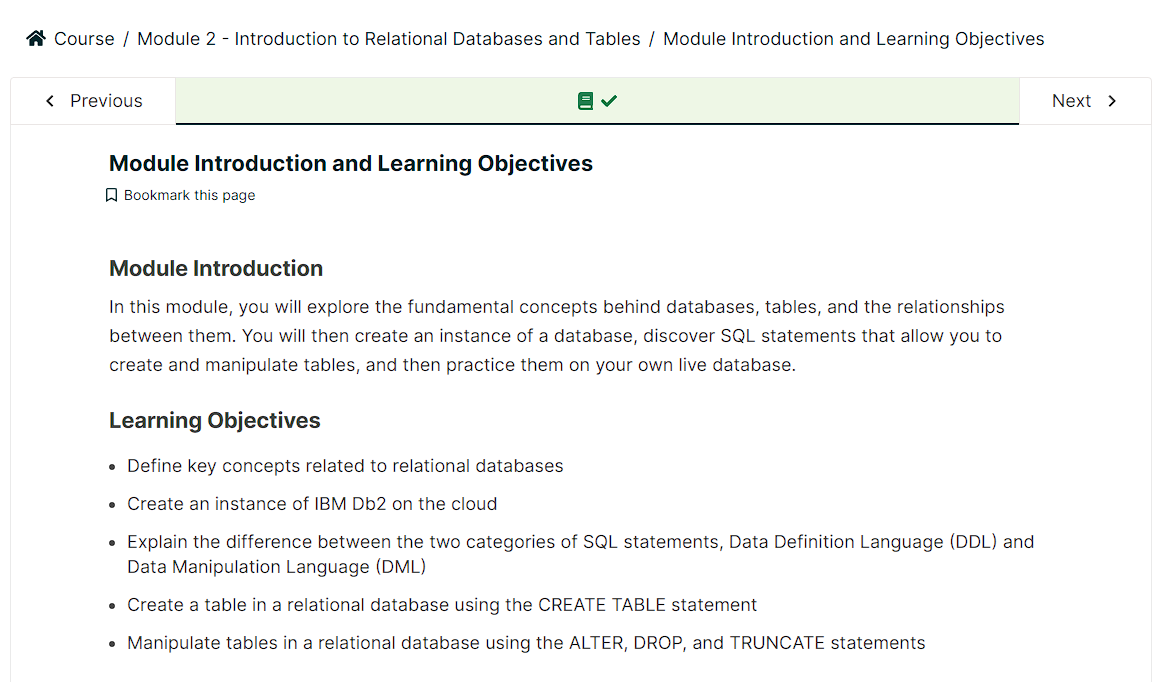 Course / Module 2 - Introduction to Relational Databases and Tables / Module Introduction and Learning Objectives
Previous
Next
Module Introduction and Learning Objectives
Bookmark this page
Module Introduction
In this module, you will explore the fundamental concepts behind databases, tables, and the relationships
between them. You will then create an instance of a database, discover SQL statements that allow you to
create and manipulate tables, and then practice them on your own live database.
Learning Objectives
• Define key concepts related to relational databases
• Create an instance of IBM Db2 on the cloud
• Explain the difference between the two categories of SQL statements, Data Definition Language (DDL) and
Data Manipulation Language (DML)
• Create a table in a relational database using the CREATE TABLE statement
• Manipulate tables in a relational database using the ALTER, DROP, and TRUNCATE statements